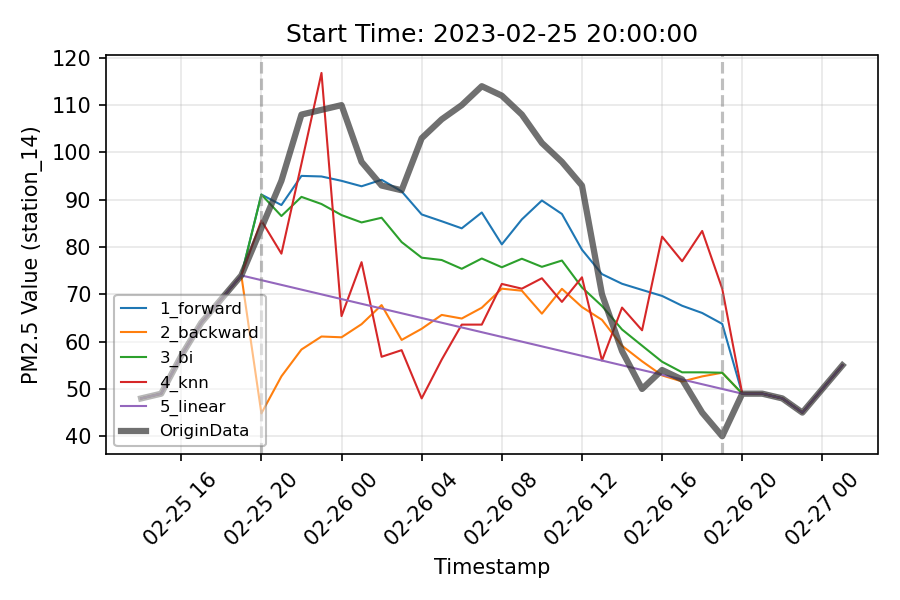 Start Time: 2023-02-25 20:00:00
120
110
100
90
80
70
60
50
40
PM2.5 Value (station_14)
1_forward
2_backward
3_bi
4_knn
5_linear
OriginData
02-25 16
02-25 20
02-26 00
02-26 04
02-26 08
02-26 12
02-26 16
02-26 20
02-27 00
Timestamp